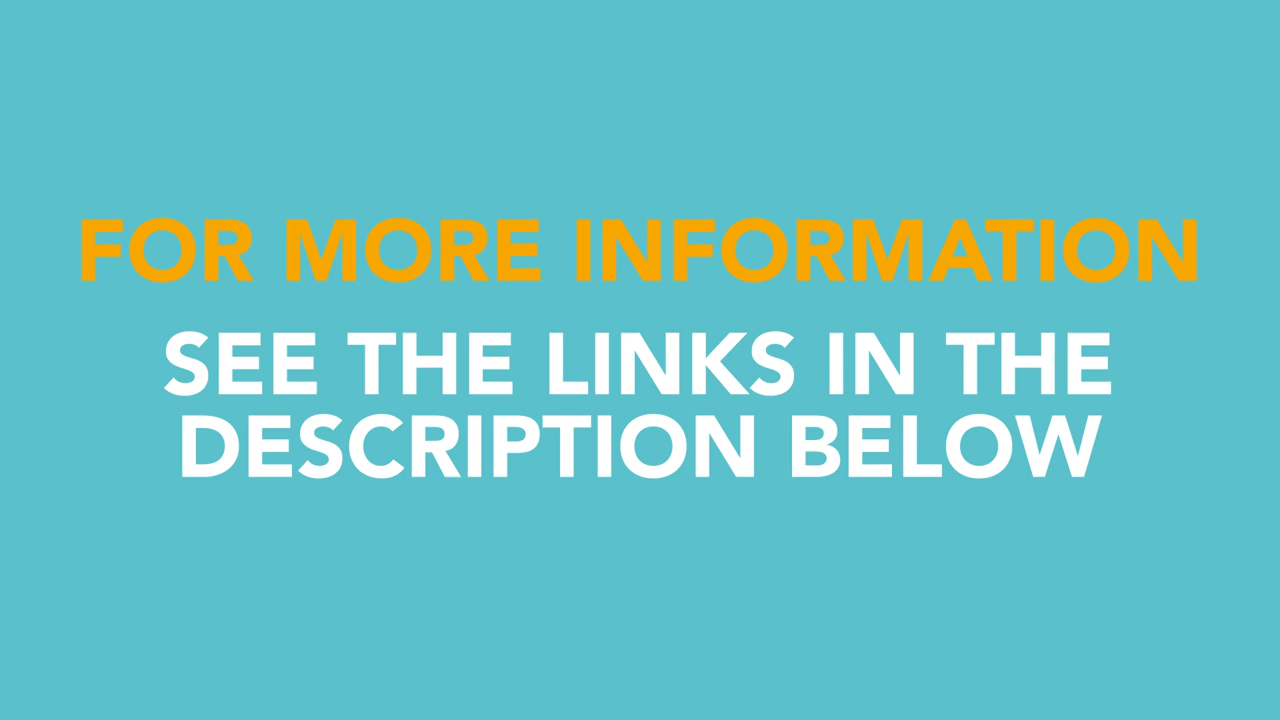 FOR MORE INFORMATION
SEE THE LINKS IN THE
DESCRIPTION BELOW